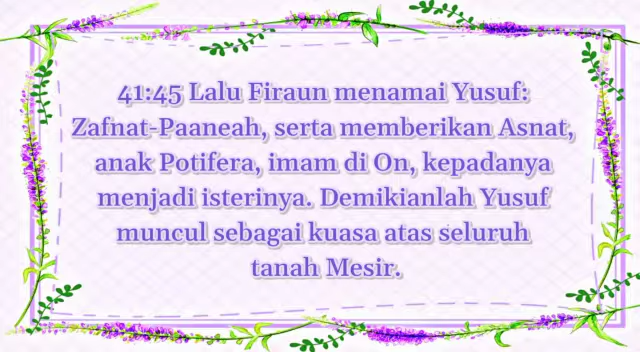 41:45 Lalu Firaun menamai Yusuf:
Zafnat-Paaneah, serta memberikan Asnat,
anak Potifera, imam di On, kepadanya
menjadi isterinya. Demikianlah Yusuf
muncul sebagai kuasa atas seluruh
tanah Mesir.